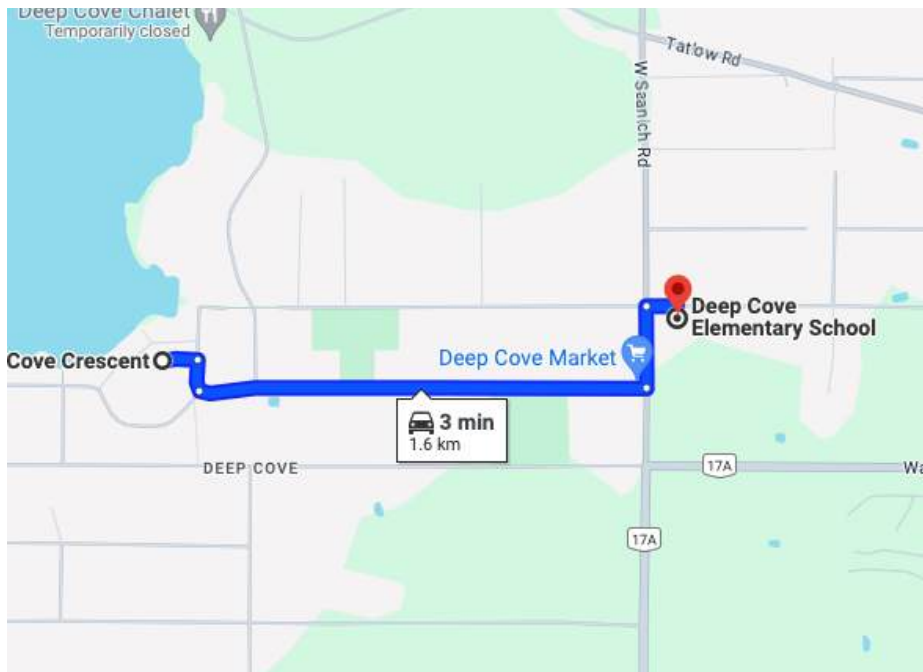 Deep Cove Chalet
Temporarily closed
Tatlow Rd
W Saanich Rd
Deep Cove
Elementary School
Cove Crescent
Deep Cove Market
3 min
1.6 km
DEEP COVE
17A
Wa
17A